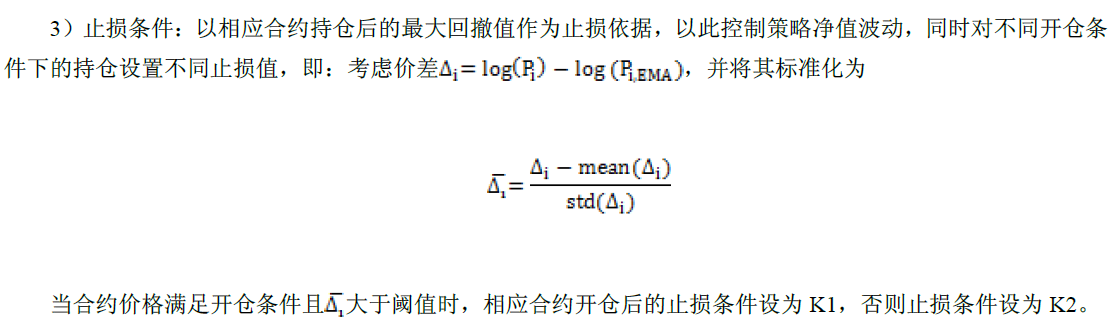 3）止损条件：以相应合约持仓后的最大回撤值作为止损依据，以此控制策略净值波动，同时对不同开仓条
件下的持仓设置不同止损值，即：考虑价差Δi= log(Pi) − log (Pi,EMA)，并将其标准化为
Δ̅ı= (Δi − mean(Δi)) / std(Δi)
当合约价格满足开仓条件且Δ̅ı大于阈值时，相应合约开仓后的止损条件设为 K1，否则止损条件设为 K2。